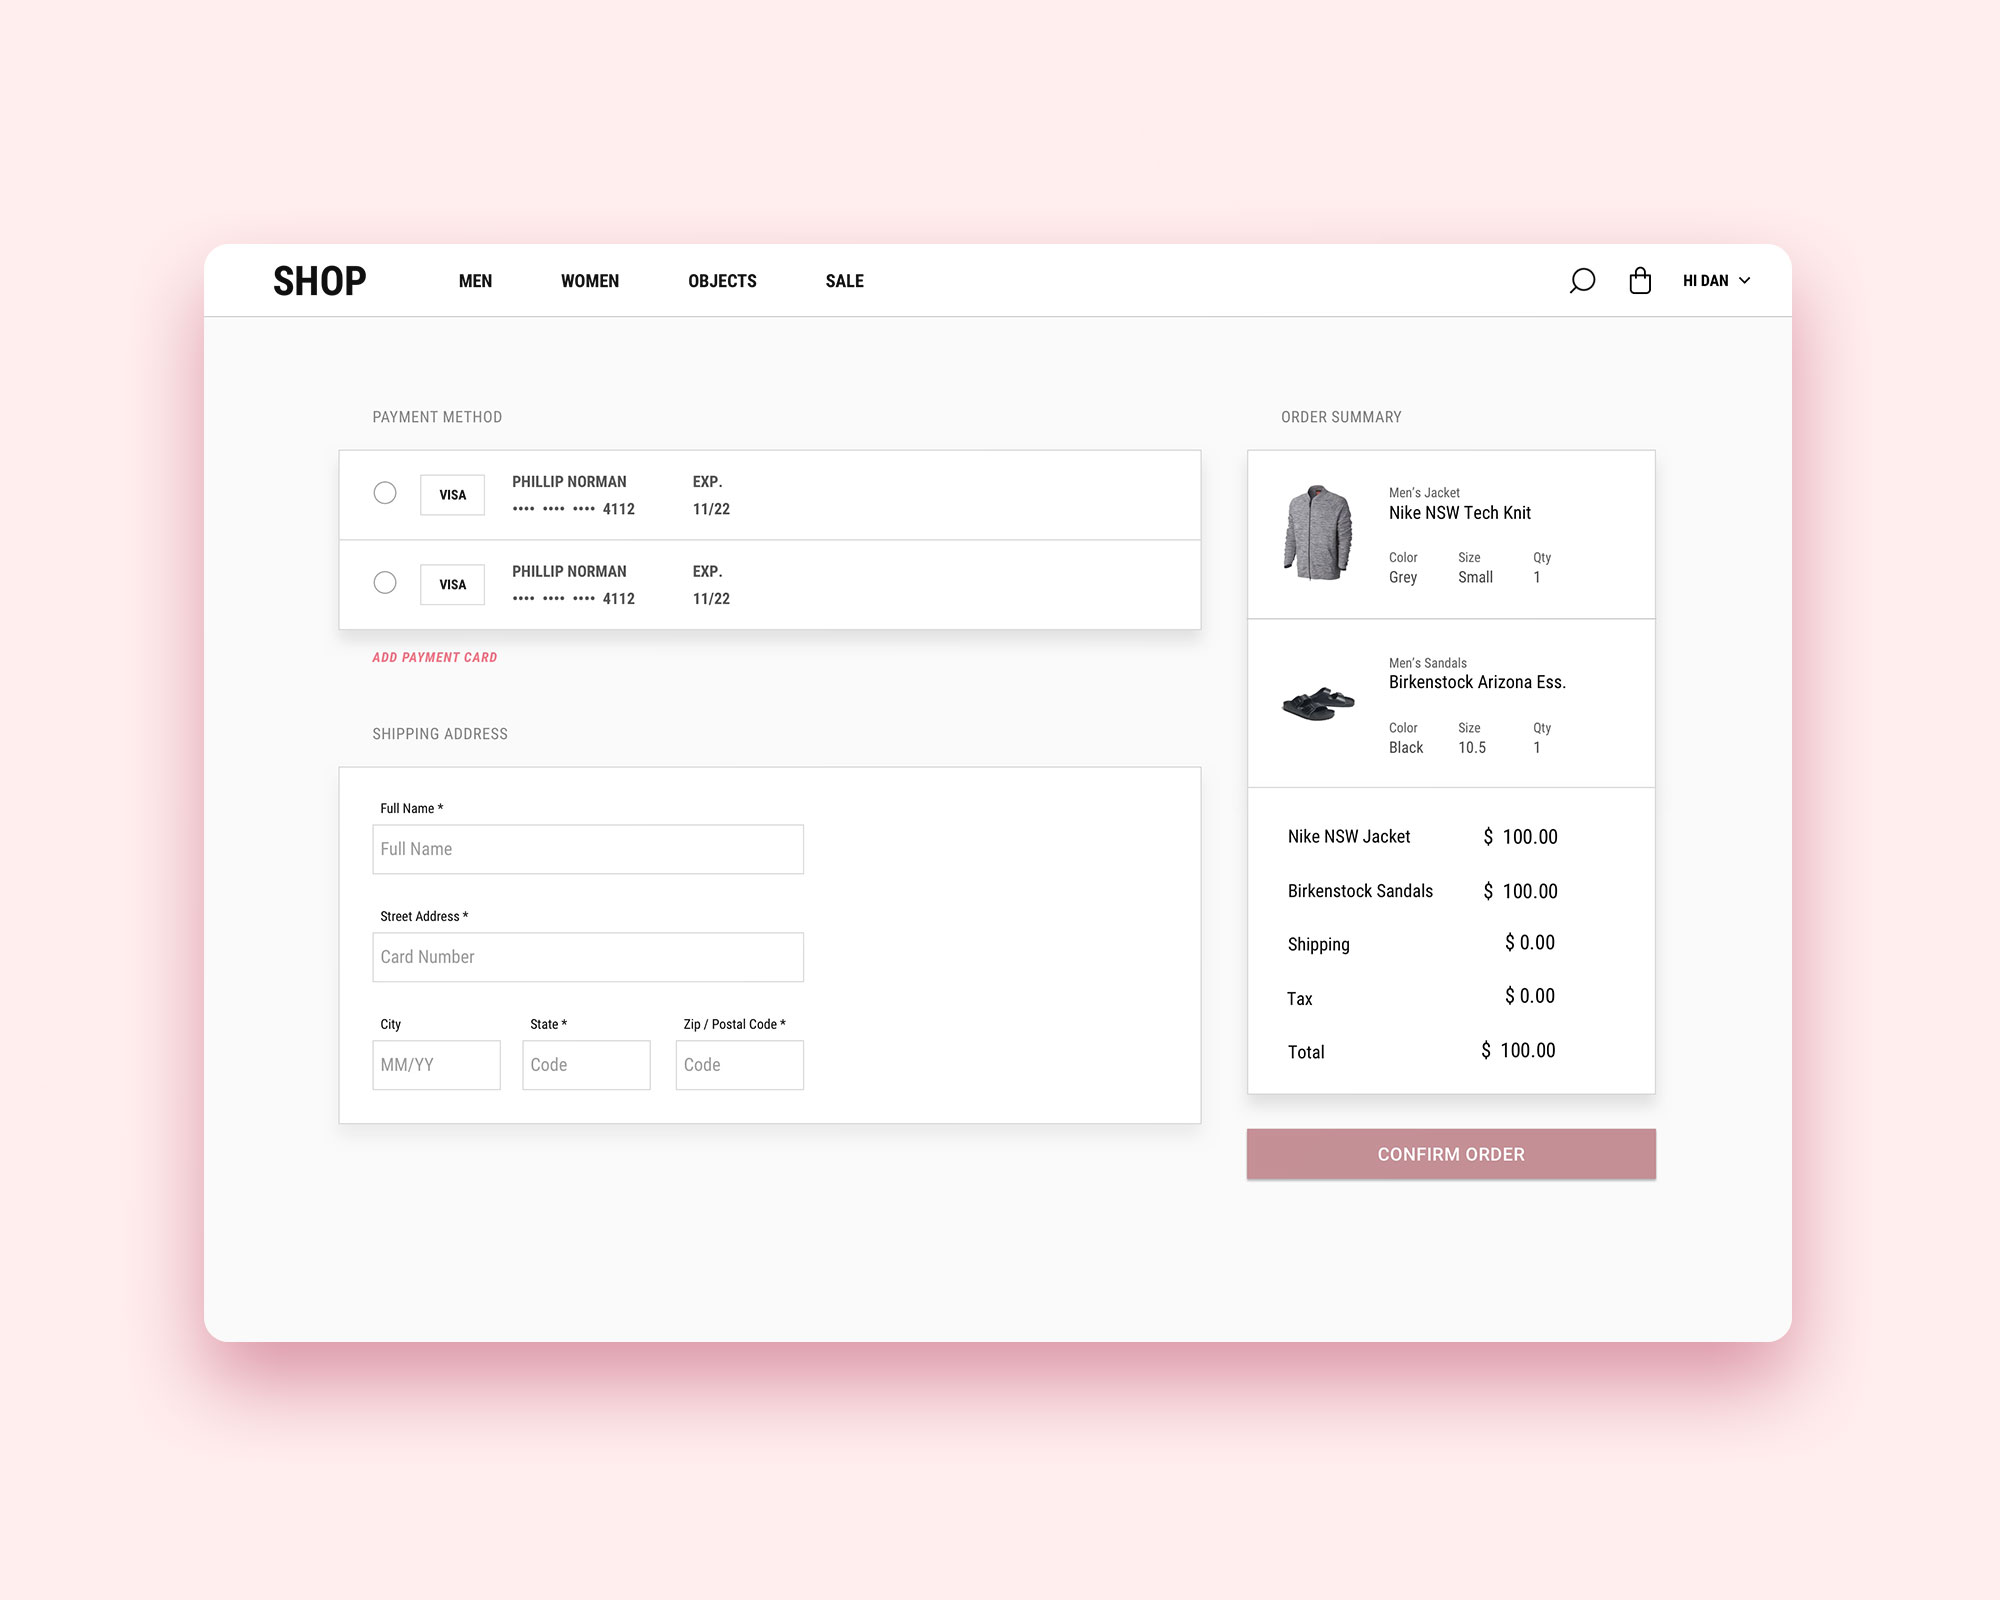 SHOP MEN WOMEN OBJECTS SALE HI DAN
PAYMENT METHOD
VISA PHILLIP NORMAN EXP.
•••• •••• •••• 4112 11/22
VISA PHILLIP NORMAN EXP.
•••• •••• •••• 4112 11/22
ADD PAYMENT CARD
SHIPPING ADDRESS
Full Name *
Full Name
Street Address *
Card Number
City State * Zip / Postal Code *
MM/YY Code Code
ORDER SUMMARY
Men’s Jacket
Nike NSW Tech Knit
Color Size Qty
Grey Small 1
Men’s Sandals
Birkenstock Arizona Ess.
Color Size Qty
Black 10.5 1
Nike NSW Jacket $ 100.00
Birkenstock Sandals $ 100.00
Shipping $ 0.00
Tax $ 0.00
Total $ 100.00
CONFIRM ORDER